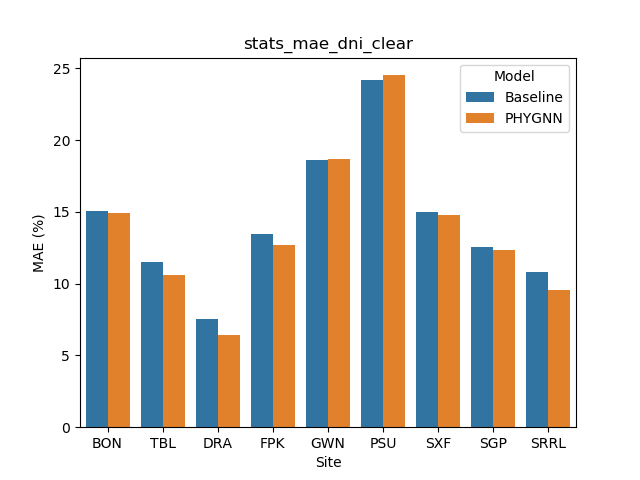 stats_mae_dni_clear
Model
Baseline
PHYGNN
MAE (%)
25
20
15
10
5
0
BON TBL DRA FPK GWN PSU SXF SGP SRRL
Site